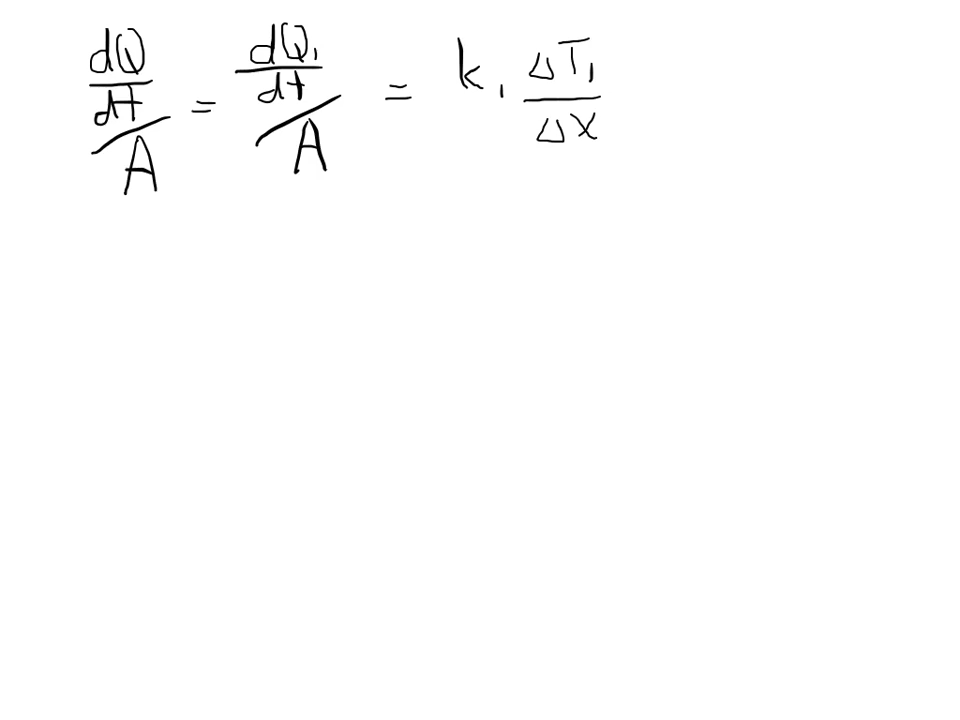 dQ/dt / A = dQ₁/dt / A = k₁ ΔT₁/Δx